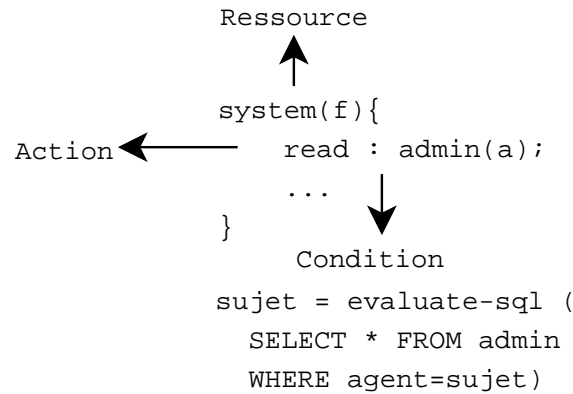 Ressource
system(f){
Action
read : admin(a);
...
}
Condition
sujet = evaluate-sql (
SELECT * FROM admin
WHERE agent=sujet)